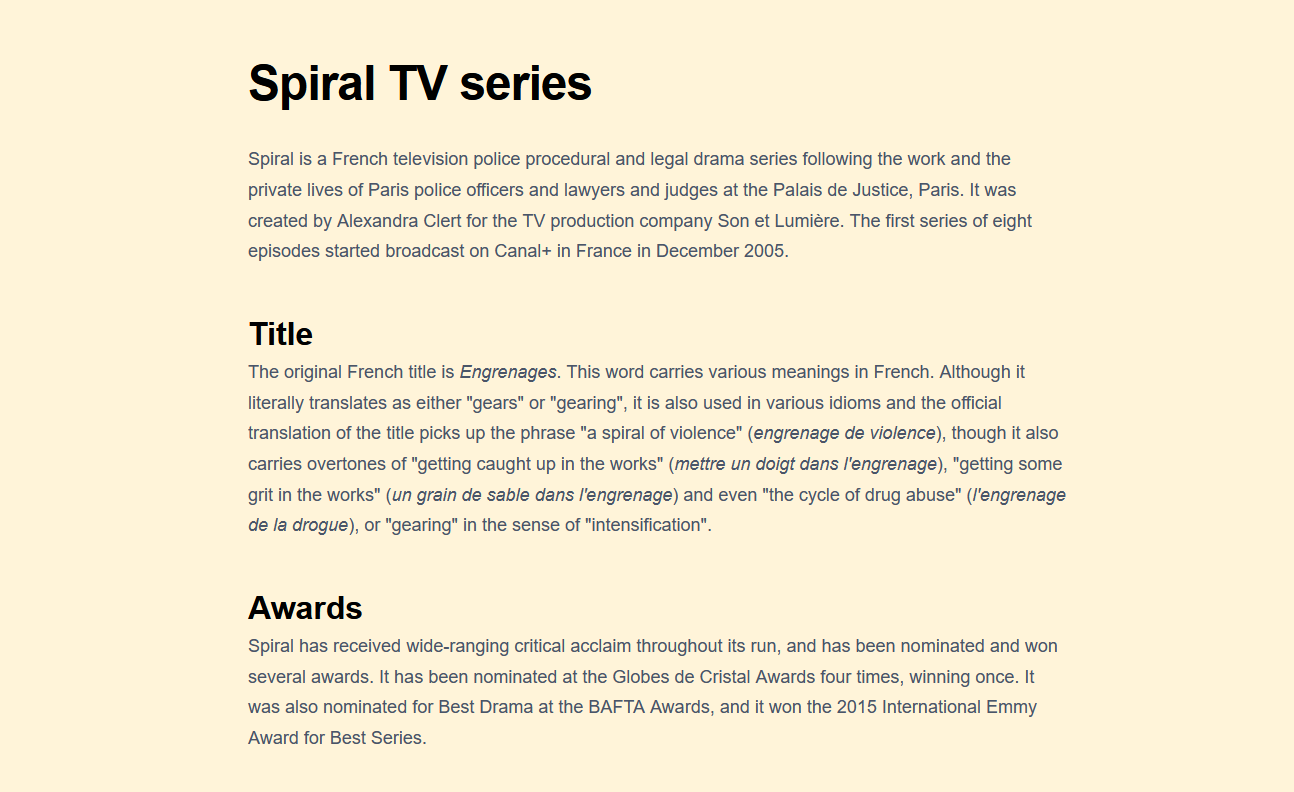 Spiral TV series
Spiral is a French television police procedural and legal drama series following the work and the
private lives of Paris police officers and lawyers and judges at the Palais de Justice, Paris. It was
created by Alexandra Clert for the TV production company Son et Lumière. The first series of eight
episodes started broadcast on Canal+ in France in December 2005.
Title
The original French title is Engrenages. This word carries various meanings in French. Although it
literally translates as either "gears" or "gearing", it is also used in various idioms and the official
translation of the title picks up the phrase "a spiral of violence" (engrenage de violence), though it also
carries overtones of "getting caught up in the works" (mettre un doigt dans l'engrenage), "getting some
grit in the works" (un grain de sable dans l'engrenage) and even "the cycle of drug abuse" (l'engrenage
de la drogue), or "gearing" in the sense of "intensification".
Awards
Spiral has received wide-ranging critical acclaim throughout its run, and has been nominated and won
several awards. It has been nominated at the Globes de Cristal Awards four times, winning once. It
was also nominated for Best Drama at the BAFTA Awards, and it won the 2015 International Emmy
Award for Best Series.